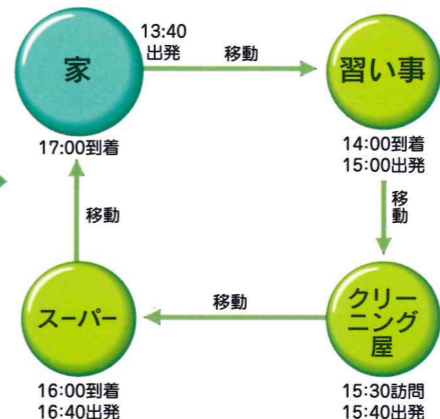 家
13:40
出発
移動
習い事
17:00到着
14:00到着
15:00出発
移動
移
動
スーパー
移動
クリー
ニング
屋
16:00到着
16:40出発
15:30訪問
15:40出発